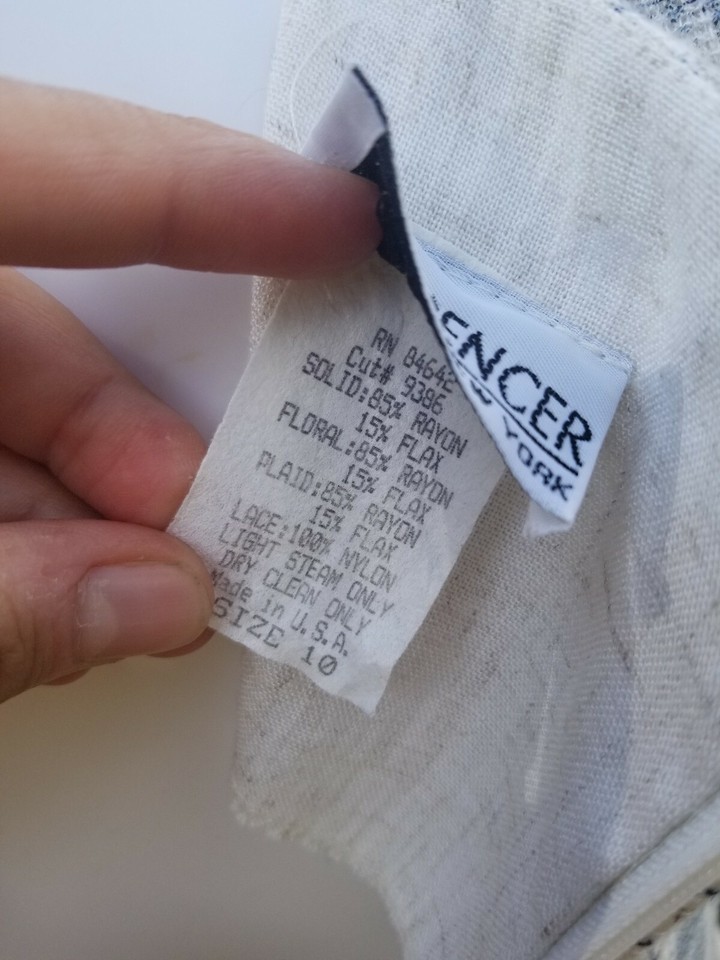 RN 84642
Cut# 9386
SOLID:85% RAYON
15% FLAX
FLORAL:85% RAYON
15% FLAX
PLAID:85% RAYON
15% FLAX
LACE:100% NYLON
LIGHT STEAM ONLY
DRY CLEAN ONLY
Made in U.S.A.
SIZE 10
ENCER
W YORK